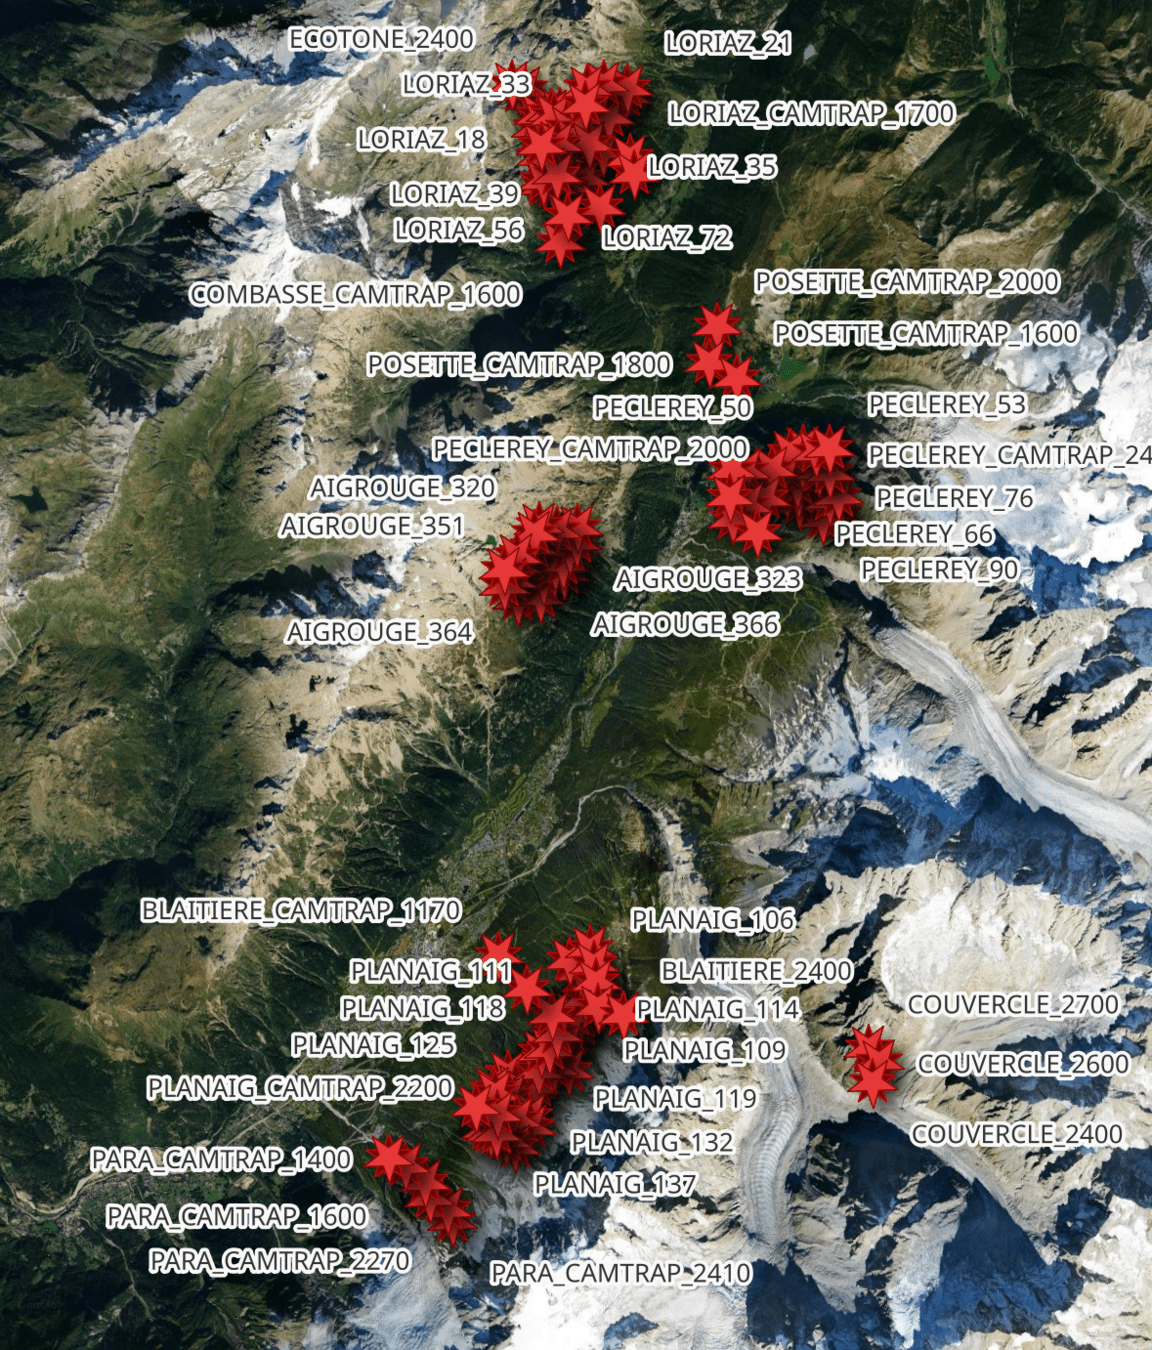 ECOTONE_2400
LORIAZ_21
LORIAZ_33
LORIAZ_CAMTRAP_1700
LORIAZ_18
LORIAZ_35
LORIAZ_39
LORIAZ_56
LORIAZ_72
POSETTE_CAMTRAP_2000
COMBASSE_CAMTRAP_1600
POSETTE_CAMTRAP_1600
POSETTE_CAMTRAP_1800
PECLEREY_50
PECLEREY_53
PECLEREY_CAMTRAP_2000
PECLEREY_CAMTRAP_24
AIGROUGE_320
PECLEREY_76
AIGROUGE_351
PECLEREY_66
PECLEREY_90
AIGROUGE_323
AIGROUGE_366
AIGROUGE_364
BLAITIERE_CAMTRAP_1170
PLANAIG_106
PLANAIG_111
BLAITIERE_2400
PLANAIG_118
PLANAIG_114
COUVERCLE_2700
PLANAIG_125
PLANAIG_109
COUVERCLE_2600
PLANAIG_CAMTRAP_2200
PLANAIG_119
COUVERCLE_2400
PLANAIG_132
PARA_CAMTRAP_1400
PLANAIG_137
PARA_CAMTRAP_1600
PARA_CAMTRAP_2270
PARA_CAMTRAP_2410